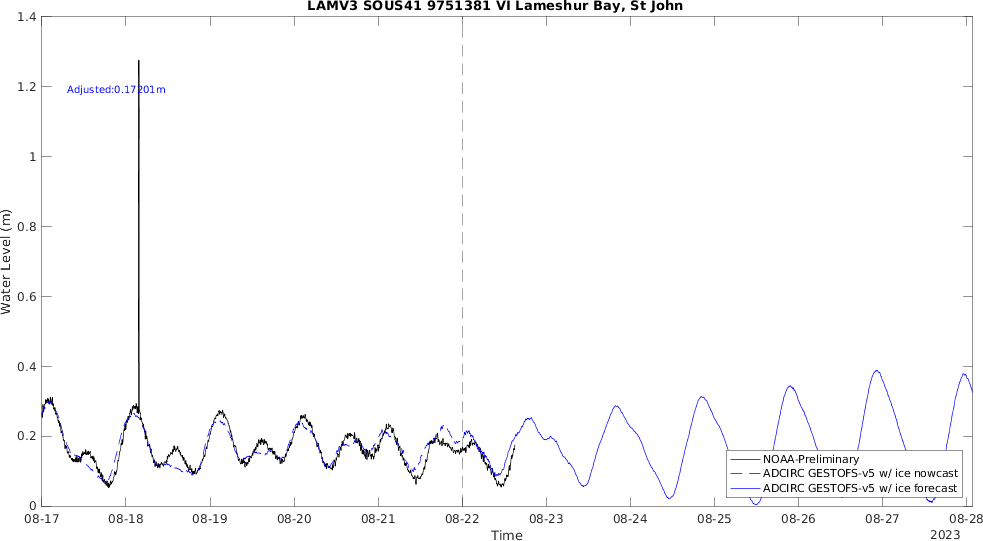 LAMV3 SOUS41 9751381 VI Lameshur Bay, St John
1.4
1.2
1
0.8
0.6
0.4
0.2
0
Water Level (m)
Adjusted:0.17201m
NOAA-Preliminary
ADCIRC GESTOFS-v5 w/ ice nowcast
ADCIRC GESTOFS-v5 w/ ice forecast
08-17 08-18 08-19 08-20 08-21 08-22 08-23 08-24 08-25 08-26 08-27 08-28
Time
2023